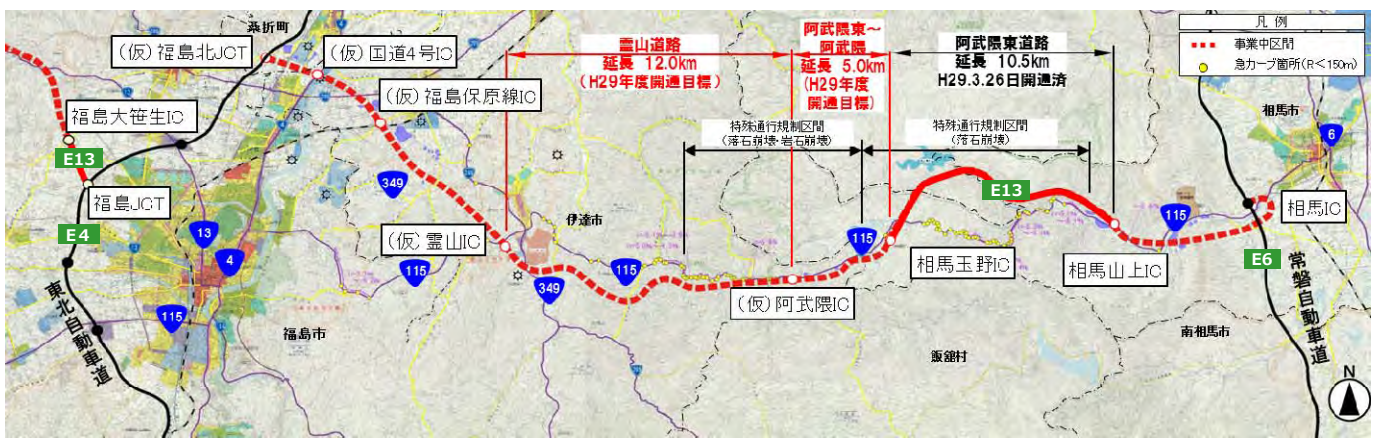 桑折町
(仮)福島北JCT
(仮)国道4号IC
(仮)福島保原線IC
福島大笹生IC
E13
福島JCT
E4
13
4
115
東北自動車道
福島市
349
115
(仮)霊山IC
霊山道路
延長 12.0km
(H29年度開通目標)
阿武隈東～
阿武隈
延長 5.0km
(H29年度
開通目標)
阿武隈東道路
延長 10.5km
H29.3.26日開通済
特殊通行規制区間
(落石崩壊・岩石崩壊)
特殊通行規制区間
(落石崩壊)
伊達市
115
349
(仮)阿武隈IC
115
相馬玉野IC
E13
相馬山上IC
115
相馬IC
E6
常磐自動車道
相馬市
6
飯舘村
南相馬市
凡 例
事業中区間
急カーブ箇所(R＜150m)
N